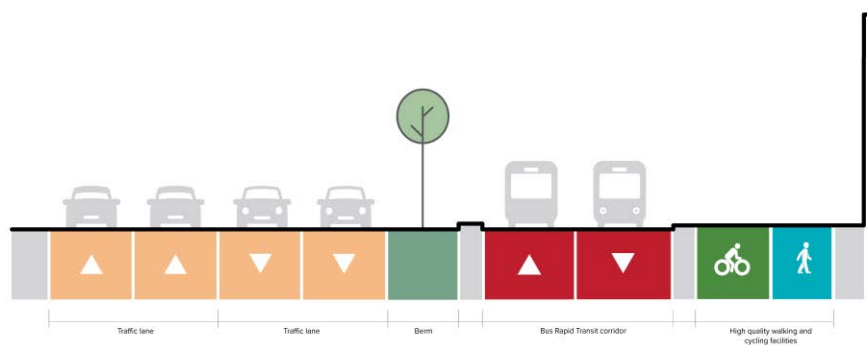 Traffic lane
Traffic lane
Berm
Bus Rapid Transit corridor
High quality walking and
cycling facilities